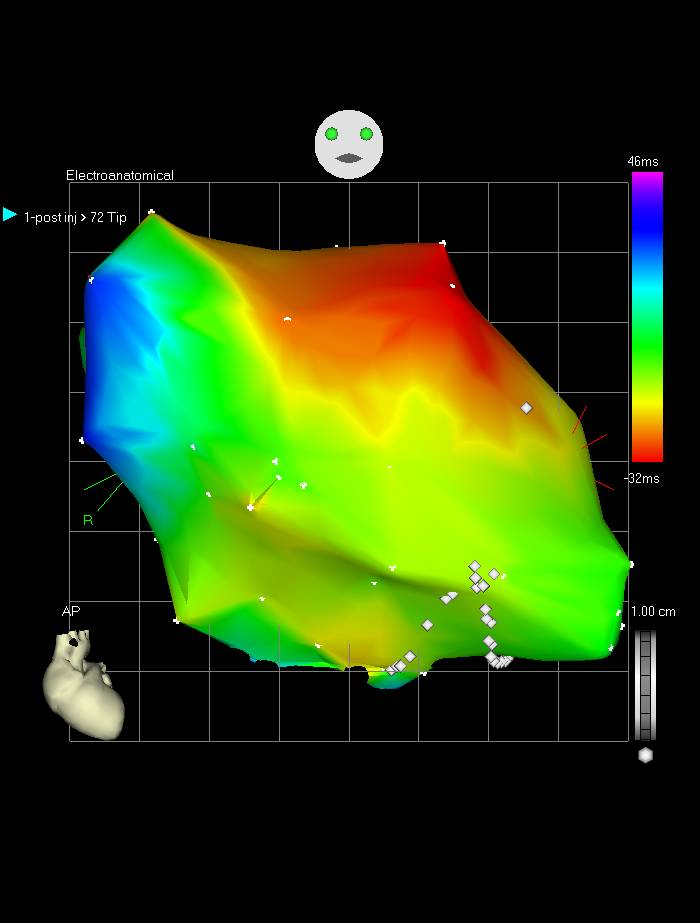 46ms
Electroanatomical
1-post inj > 72 Tip
-32ms
R
AP
1.00 cm